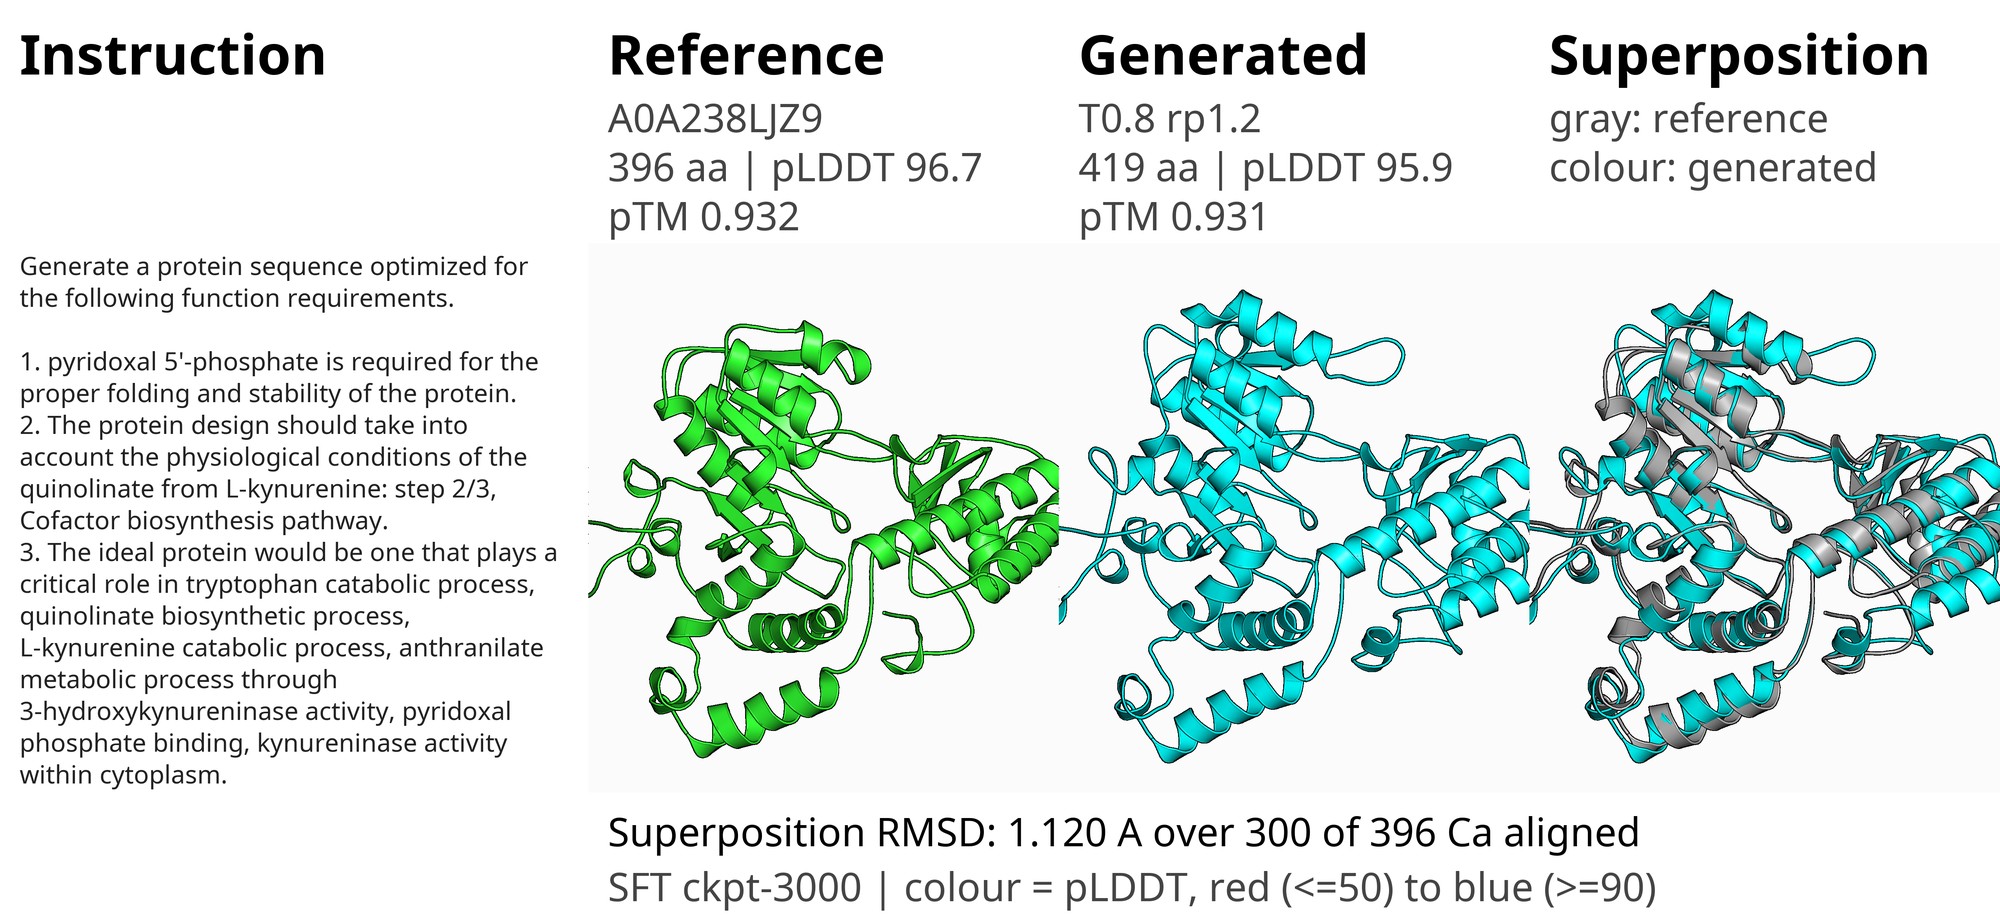 Instruction
Reference
Generated
Superposition
A0A238LJZ9
396 aa | pLDDT 96.7
pTM 0.932
T0.8 rp1.2
419 aa | pLDDT 95.9
pTM 0.931
gray: reference
colour: generated
Generate a protein sequence optimized for
the following function requirements.
1. pyridoxal 5'-phosphate is required for the
proper folding and stability of the protein.
2. The protein design should take into
account the physiological conditions of the
quinolinate from L-kynurenine: step 2/3,
Cofactor biosynthesis pathway.
3. The ideal protein would be one that plays a
critical role in tryptophan catabolic process,
quinolinate biosynthetic process,
L-kynurenine catabolic process, anthranilate
metabolic process through
3-hydroxykynureninase activity, pyridoxal
phosphate binding, kynureninase activity
within cytoplasm.
Superposition RMSD: 1.120 A over 300 of 396 Ca aligned
SFT ckpt-3000 | colour = pLDDT, red (<=50) to blue (>=90)